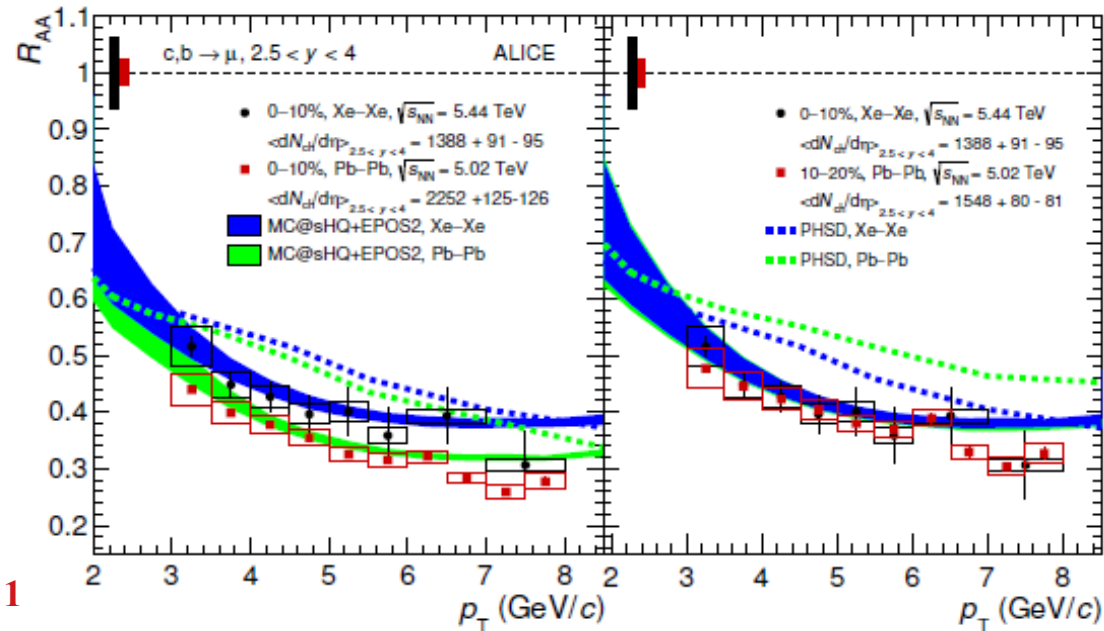 R_AA
1.1
1
0.9
0.8
0.7
0.6
0.5
0.4
0.3
0.2
c,b → μ, 2.5 < y < 4 ALICE
0–10%, Xe–Xe, √s_NN = 5.44 TeV
<dN_ch/dη>_2.5< y < 4 = 1388 + 91 - 95
0–10%, Pb–Pb, √s_NN = 5.02 TeV
<dN_ch/dη>_2.5< y < 4 = 2252 +125-126
MC@sHQ+EPOS2, Xe–Xe
MC@sHQ+EPOS2, Pb–Pb
2 3 4 5 6 7 8
p_T (GeV/c)
0–10%, Xe–Xe, √s_NN = 5.44 TeV
<dN_ch/dη>_2.5< y < 4 = 1388 + 91 - 95
10–20%, Pb–Pb, √s_NN = 5.02 TeV
<dN_ch/dη>_2.5< y < 4 = 1548 + 80 - 81
PHSD, Xe–Xe
PHSD, Pb–Pb
2 3 4 5 6 7 8
p_T (GeV/c)
1